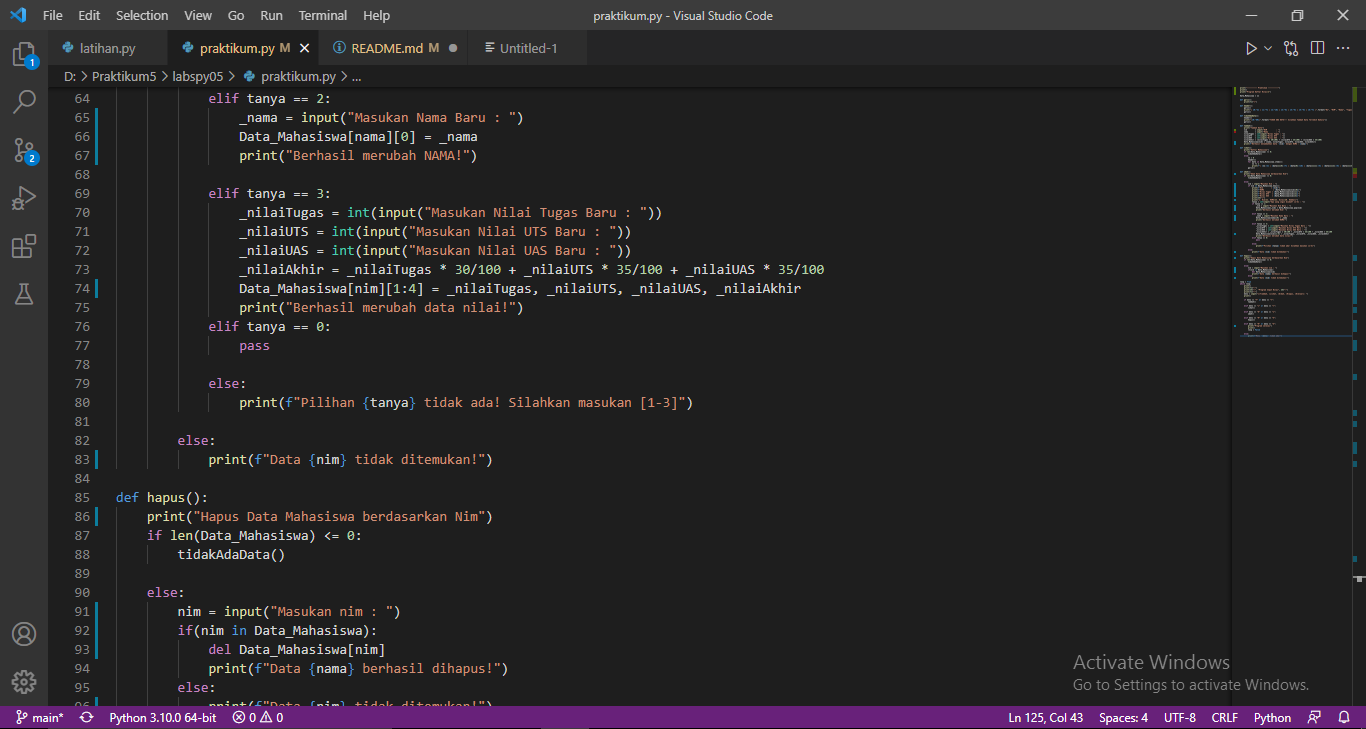 File Edit Selection View Go Run Terminal Help praktikum.py - Visual Studio Code
latihan.py praktikum.py M README.md M Untitled-1
D: > Praktikum5 > labspy05 > praktikum.py > ...
64 elif tanya == 2:
65 _nama = input("Masukan Nama Baru : ")
66 Data_Mahasiswa[nama][0] = _nama
67 print("Berhasil merubah NAMA!")
68
69 elif tanya == 3:
70 _nilaiTugas = int(input("Masukan Nilai Tugas Baru : "))
71 _nilaiUTS = int(input("Masukan Nilai UTS Baru : "))
72 _nilaiUAS = int(input("Masukan Nilai UAS Baru : "))
73 _nilaiAkhir = _nilaiTugas * 30/100 + _nilaiUTS * 35/100 + _nilaiUAS * 35/100
74 Data_Mahasiswa[nim][1:4] = _nilaiTugas, _nilaiUTS, _nilaiUAS, _nilaiAkhir
75 print("Berhasil merubah data nilai!")
76 elif tanya == 0:
77 pass
78
79 else:
80 print(f"Pilihan {tanya} tidak ada! Silahkan masukan [1-3]")
81
82 else:
83 print(f"Data {nim} tidak ditemukan!")
84
85 def hapus():
86 print("Hapus Data Mahasiswa berdasarkan Nim")
87 if len(Data_Mahasiswa) <= 0:
88 tidakAdaData()
89
90 else:
91 nim = input("Masukan nim : ")
92 if(nim in Data_Mahasiswa):
93 del Data_Mahasiswa[nim]
94 print(f"Data {nama} berhasil dihapus!")
95 else:
96 print(f"Data {nim} tidak ditemukan!")
1
2
Activate Windows
Go to Settings to activate Windows.
main* Python 3.10.0 64-bit 0 0 Ln 125, Col 43 Spaces: 4 UTF-8 CRLF Python